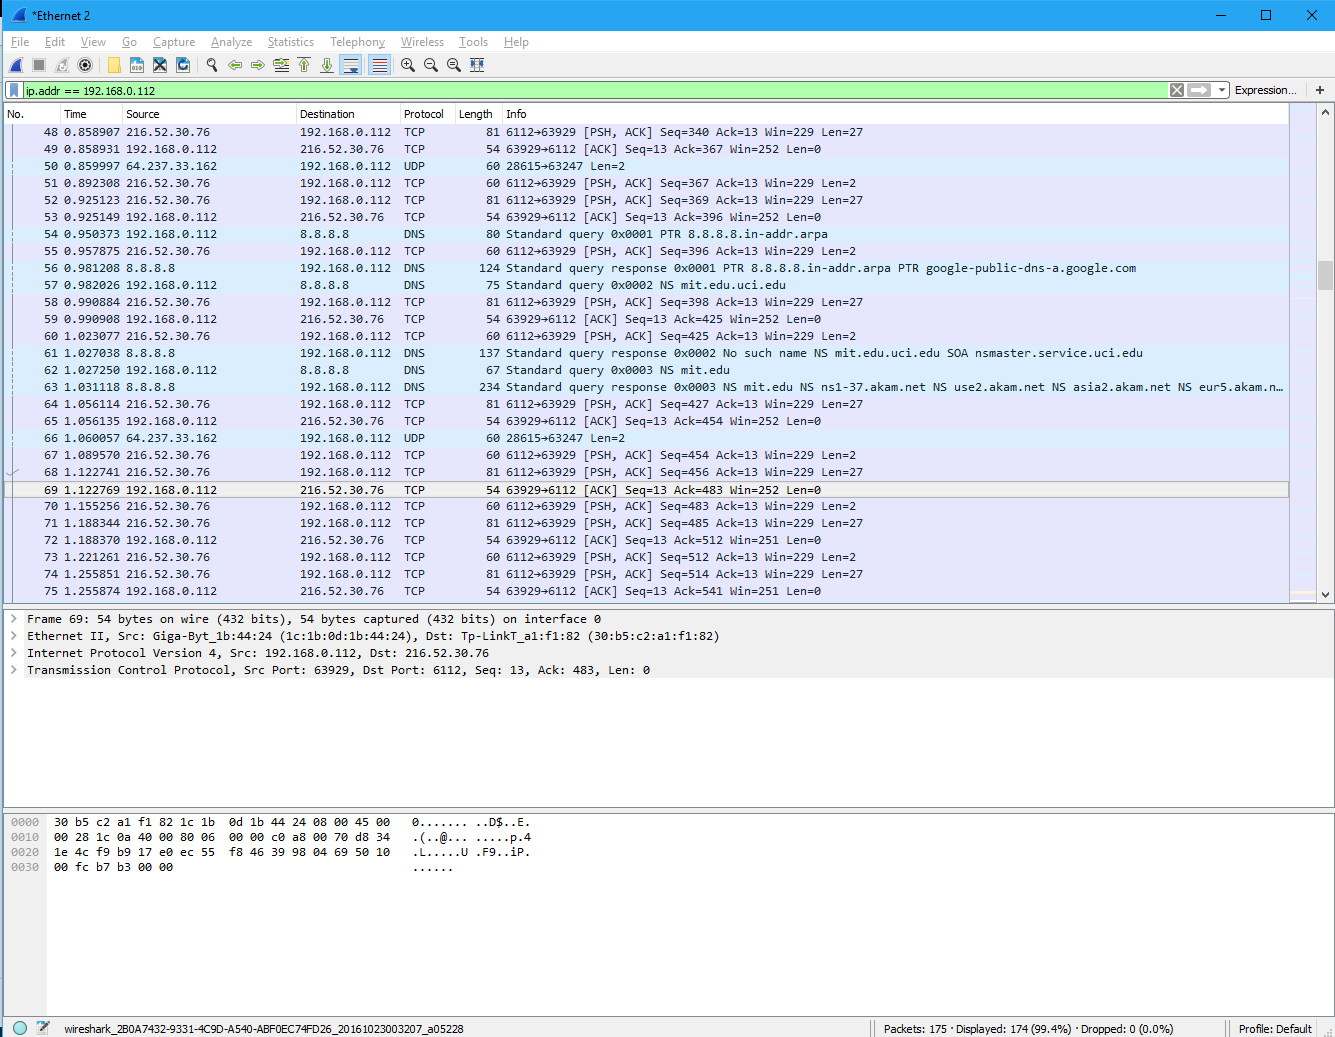 *Ethernet 2
File Edit View Go Capture Analyze Statistics Telephony Wireless Tools Help
ip.addr == 192.168.0.112 Expression... +
No. Time Source Destination Protocol Length Info
48 0.858907 216.52.30.76 192.168.0.112 TCP 81 6112→63929 [PSH, ACK] Seq=340 Ack=13 Win=229 Len=27
49 0.858931 192.168.0.112 216.52.30.76 TCP 54 63929→6112 [ACK] Seq=13 Ack=367 Win=252 Len=0
50 0.859997 64.237.33.162 192.168.0.112 UDP 60 28615→63247 Len=2
51 0.892308 216.52.30.76 192.168.0.112 TCP 60 6112→63929 [PSH, ACK] Seq=367 Ack=13 Win=229 Len=2
52 0.925123 216.52.30.76 192.168.0.112 TCP 81 6112→63929 [PSH, ACK] Seq=369 Ack=13 Win=229 Len=27
53 0.925149 192.168.0.112 216.52.30.76 TCP 54 63929→6112 [ACK] Seq=13 Ack=396 Win=252 Len=0
54 0.950373 192.168.0.112 8.8.8.8 DNS 80 Standard query 0x0001 PTR 8.8.8.8.in-addr.arpa
55 0.957875 216.52.30.76 192.168.0.112 TCP 60 6112→63929 [PSH, ACK] Seq=396 Ack=13 Win=229 Len=2
56 0.981208 8.8.8.8 192.168.0.112 DNS 124 Standard query response 0x0001 PTR 8.8.8.8.in-addr.arpa PTR google-public-dns-a.google.com
57 0.982026 192.168.0.112 8.8.8.8 DNS 75 Standard query 0x0002 NS mit.edu.uci.edu
58 0.990884 216.52.30.76 192.168.0.112 TCP 81 6112→63929 [PSH, ACK] Seq=398 Ack=13 Win=229 Len=27
59 0.990908 192.168.0.112 216.52.30.76 TCP 54 63929→6112 [ACK] Seq=13 Ack=425 Win=252 Len=0
60 1.023077 216.52.30.76 192.168.0.112 TCP 60 6112→63929 [PSH, ACK] Seq=425 Ack=13 Win=229 Len=2
61 1.027038 8.8.8.8 192.168.0.112 DNS 137 Standard query response 0x0002 No such name NS mit.edu.uci.edu SOA nsmaster.service.uci.edu
62 1.027250 192.168.0.112 8.8.8.8 DNS 67 Standard query 0x0003 NS mit.edu
63 1.031118 8.8.8.8 192.168.0.112 DNS 234 Standard query response 0x0003 NS mit.edu NS ns1-37.akam.net NS use2.akam.net NS asia2.akam.net NS eur5.akam.n…
64 1.056114 216.52.30.76 192.168.0.112 TCP 81 6112→63929 [PSH, ACK] Seq=427 Ack=13 Win=229 Len=27
65 1.056135 192.168.0.112 216.52.30.76 TCP 54 63929→6112 [ACK] Seq=13 Ack=454 Win=252 Len=0
66 1.060057 64.237.33.162 192.168.0.112 UDP 60 28615→63247 Len=2
67 1.089570 216.52.30.76 192.168.0.112 TCP 60 6112→63929 [PSH, ACK] Seq=454 Ack=13 Win=229 Len=2
68 1.122741 216.52.30.76 192.168.0.112 TCP 81 6112→63929 [PSH, ACK] Seq=456 Ack=13 Win=229 Len=27
69 1.122769 192.168.0.112 216.52.30.76 TCP 54 63929→6112 [ACK] Seq=13 Ack=483 Win=252 Len=0
70 1.155256 216.52.30.76 192.168.0.112 TCP 60 6112→63929 [PSH, ACK] Seq=483 Ack=13 Win=229 Len=2
71 1.188344 216.52.30.76 192.168.0.112 TCP 81 6112→63929 [PSH, ACK] Seq=485 Ack=13 Win=229 Len=27
72 1.188370 192.168.0.112 216.52.30.76 TCP 54 63929→6112 [ACK] Seq=13 Ack=512 Win=251 Len=0
73 1.221261 216.52.30.76 192.168.0.112 TCP 60 6112→63929 [PSH, ACK] Seq=512 Ack=13 Win=229 Len=2
74 1.255851 216.52.30.76 192.168.0.112 TCP 81 6112→63929 [PSH, ACK] Seq=514 Ack=13 Win=229 Len=27
75 1.255874 192.168.0.112 216.52.30.76 TCP 54 63929→6112 [ACK] Seq=13 Ack=541 Win=251 Len=0
Frame 69: 54 bytes on wire (432 bits), 54 bytes captured (432 bits) on interface 0
Ethernet II, Src: Giga-Byt_1b:44:24 (1c:1b:0d:1b:44:24), Dst: Tp-LinkT_a1:f1:82 (30:b5:c2:a1:f1:82)
Internet Protocol Version 4, Src: 192.168.0.112, Dst: 216.52.30.76
Transmission Control Protocol, Src Port: 63929, Dst Port: 6112, Seq: 13, Ack: 483, Len: 0
0000 30 b5 c2 a1 f1 82 1c 1b 0d 1b 44 24 08 00 45 00 0....... ..D$..E.
0010 00 28 1c 0a 40 00 80 06 00 00 c0 a8 00 70 d8 34 .(..@... .....p.4
0020 1e 4c f9 b9 17 e0 ec 55 f8 46 39 98 04 69 50 10 .L.....U .F9..iP.
0030 00 fc b7 b3 00 00 ......
wireshark_2B0A7432-9331-4C9D-A540-ABF0EC74FD26_20161023003207_a05228 Packets: 175 · Displayed: 174 (99.4%) · Dropped: 0 (0.0%) Profile: Default